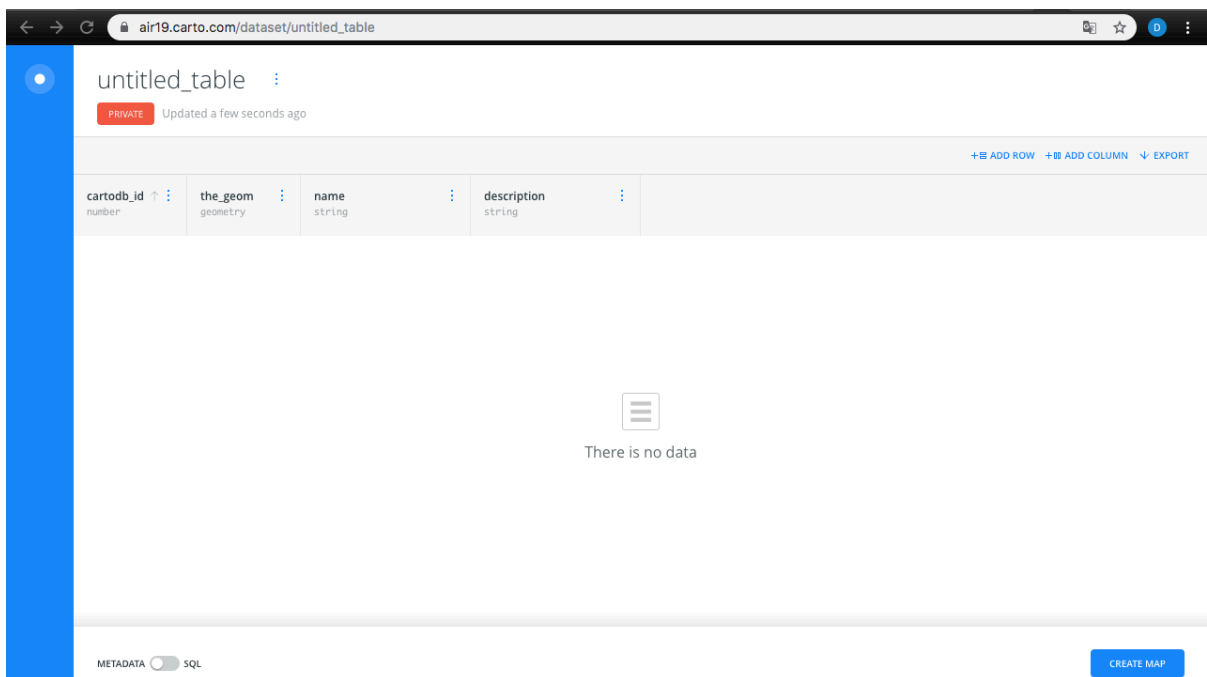 air19.carto.com/dataset/untitled_table
D
untitled_table
PRIVATE Updated a few seconds ago
ADD ROW ADD COLUMN EXPORT
cartodb_id the_geom name description
number geometry string string
There is no data
METADATA SQL CREATE MAP